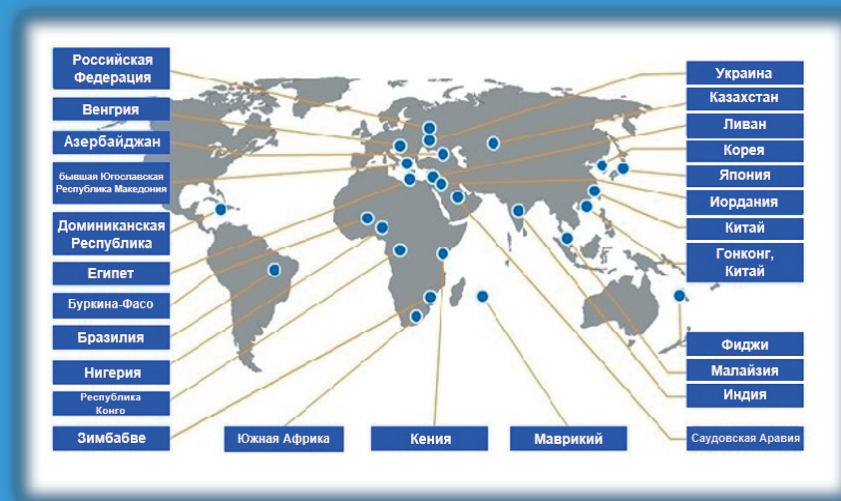 Российская
Федерация
Венгрия
Азербайджан
бывшая Югославская
Республика Македония
Доминиканская
Республика
Египет
Буркина-Фасо
Бразилия
Нигерия
Республика
Конго
Зимбабве
Южная Африка
Кения
Маврикий
Украина
Казахстан
Ливан
Корея
Япония
Иордания
Китай
Гонконг,
Китай
Фиджи
Малайзия
Индия
Саудовская Аравия